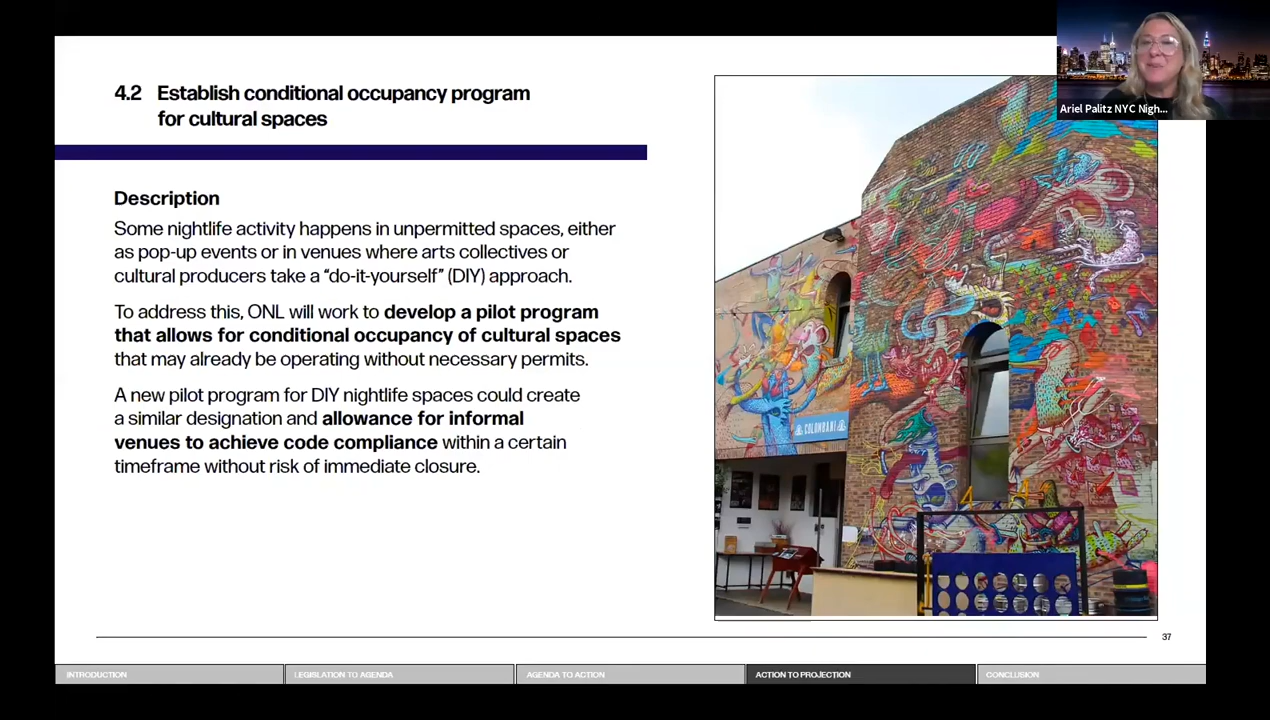 4.2 Establish conditional occupancy program
for cultural spaces
Ariel Palitz NYC Nigh...
Description
Some nightlife activity happens in unpermitted spaces, either
as pop-up events or in venues where arts collectives or
cultural producers take a “do-it-yourself” (DIY) approach.
To address this, ONL will work to develop a pilot program
that allows for conditional occupancy of cultural spaces
that may already be operating without necessary permits.
A new pilot program for DIY nightlife spaces could create
a similar designation and allowance for informal
venues to achieve code compliance within a certain
timeframe without risk of immediate closure.
COLOMBANI
37
INTRODUCTION
LEGISLATION TO AGENDA
AGENDA TO ACTION
ACTION TO PROJECTION
CONCLUSION